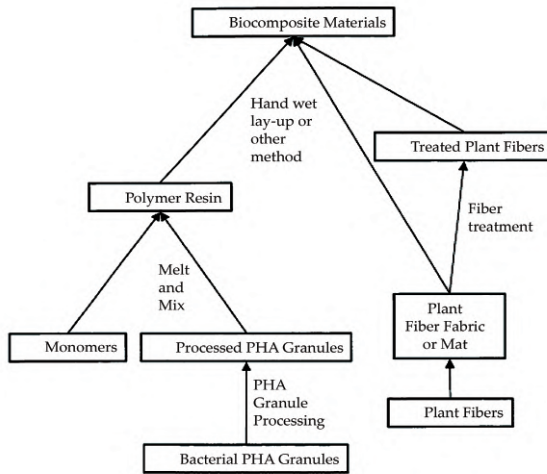 Biocomposite Materials
Hand wet
lay-up or
other
method
Treated Plant Fibers
Polymer Resin
Fiber
treatment
Melt
and
Mix
Plant
Fiber Fabric
or Mat
Monomers
Processed PHA Granules
PHA
Granule
Processing
Plant Fibers
Bacterial PHA Granules